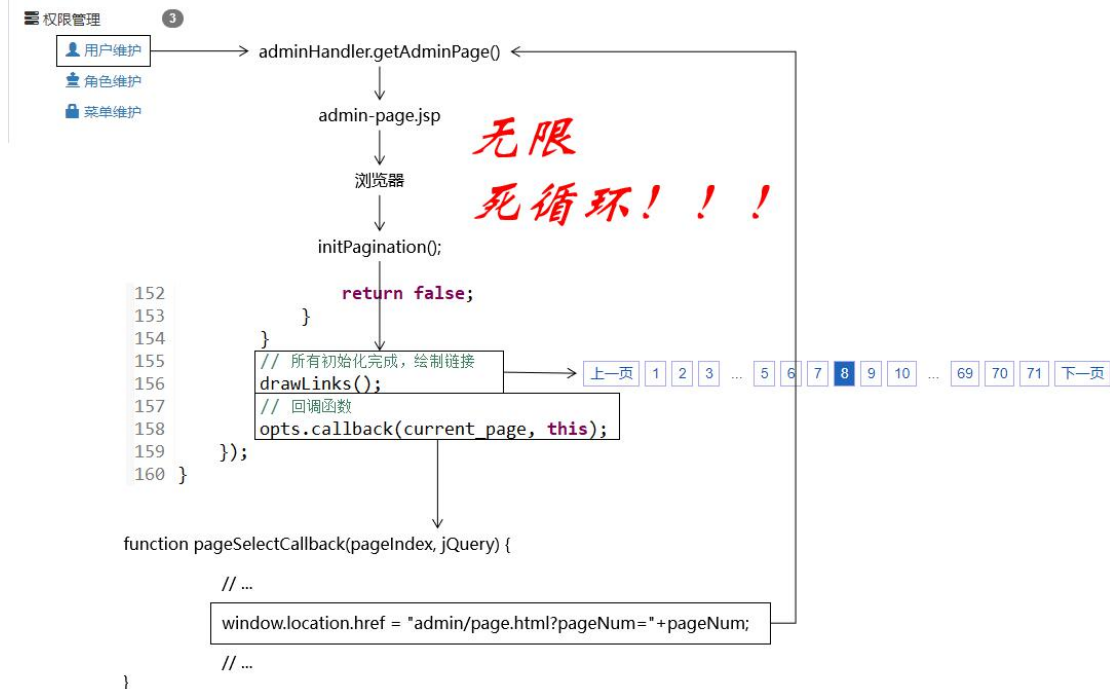 权限管理 3
用户维护
角色维护
菜单维护
adminHandler.getAdminPage()
admin-page.jsp
浏览器
initPagination();
无限
死循环！！！
152 return false;
153 }
154 }
155 // 所有初始化完成，绘制链接
156 drawLinks();
157 // 回调函数
158 opts.callback(current_page, this);
159 });
160 }
上一页 1 2 3 ... 5 6 7 8 9 10 ... 69 70 71 下一页
function pageSelectCallback(pageIndex, jQuery) {
// ...
window.location.href = "admin/page.html?pageNum="+pageNum;
// ...
}